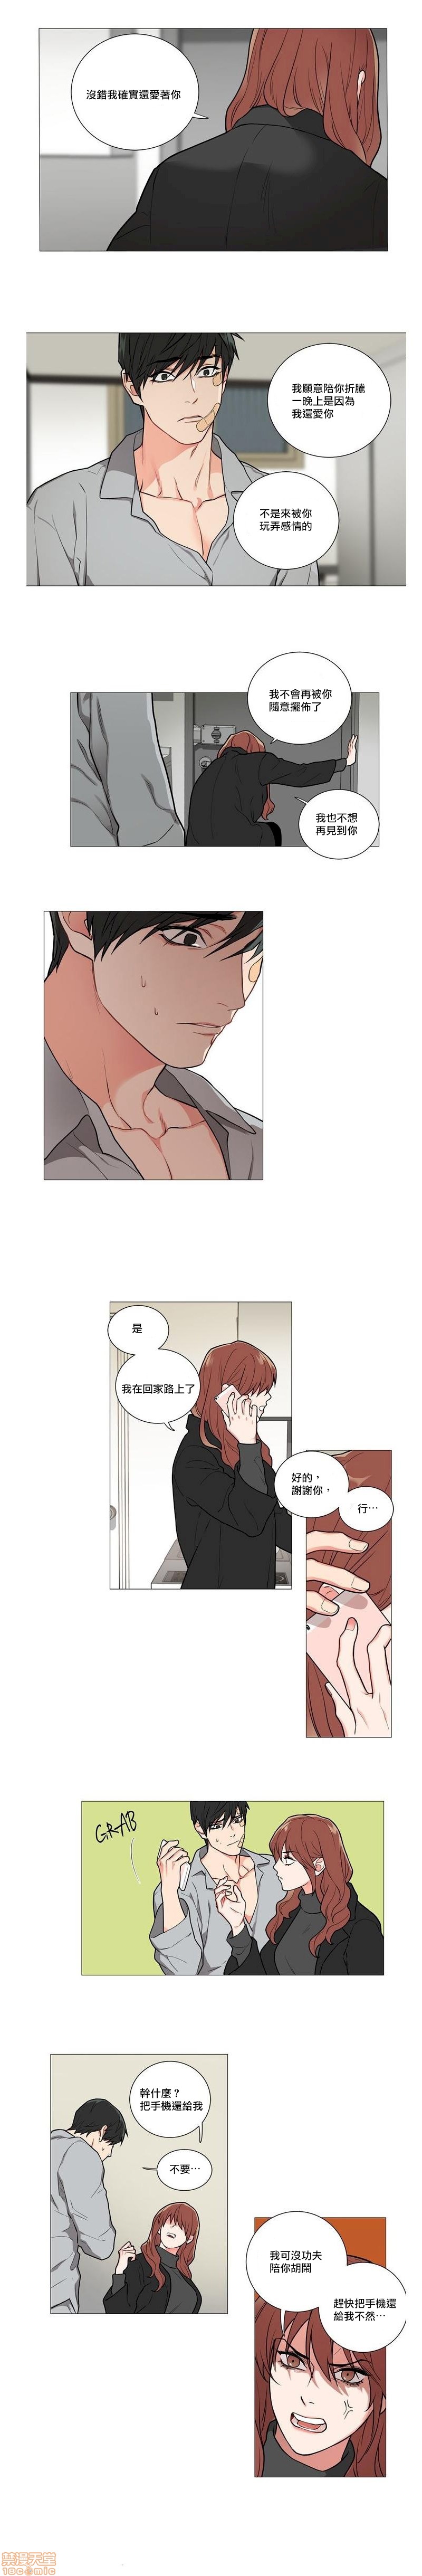 沒錯我確實還愛著你
我願意陪你折騰
一晚上是因為
我還愛你
不是來被你
玩弄感情的
我不會再被你
隨意擺佈了
我也不想
再見到你
是
我在回家路上了
好的，
謝謝你，
行…
GRAB
幹什麼？
把手機還給我
不要…
我可沒功夫
陪你胡鬧
趕快把手機還
給我不然…
禁漫天堂
18comic